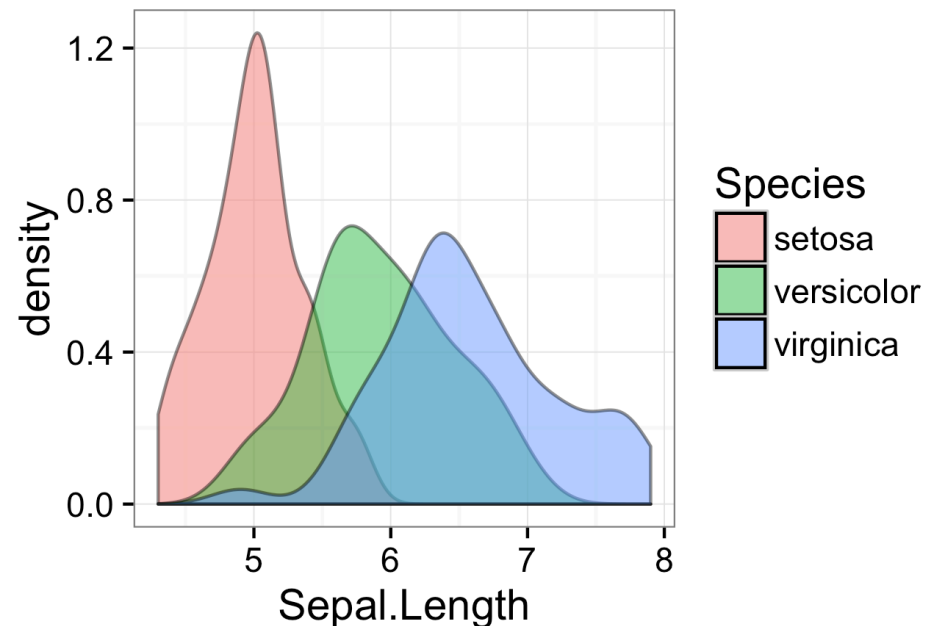 density
1.2
0.8
0.4
0.0
5 6 7 8
Sepal.Length
Species
setosa
versicolor
virginica